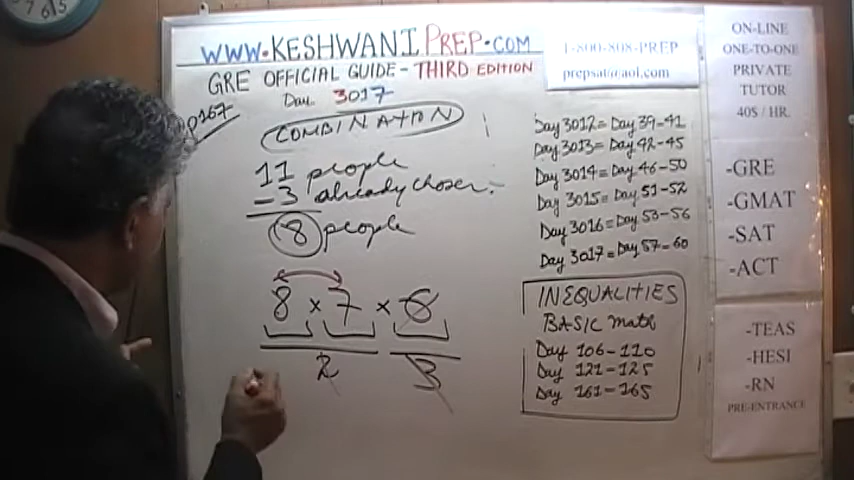 WWW.KESHWANIPREP.COM
GRE OFFICIAL GUIDE - THIRD EDITION
Day 3017
p167
COMBINATION
11 people
-3 already chosen
8 people
8 x 7 x 6
2 3
1-800-808-PREP
prepsat@aol.com
Day 3012 = Day 39-41
Day 3013 = Day 42-45
Day 3014 = Day 46-50
Day 3015 = Day 51-52
Day 3016 = Day 53-56
Day 3017 = Day 57-60
INEQUALITIES
BASIC math
Day 106-110
Day 121-125
Day 161-165
ON-LINE
ONE-TO-ONE
PRIVATE
TUTOR
40$ / HR.
-GRE
-GMAT
-SAT
-ACT
-TEAS
-HESI
-RN
PRE-ENTRANCE
7 6 5